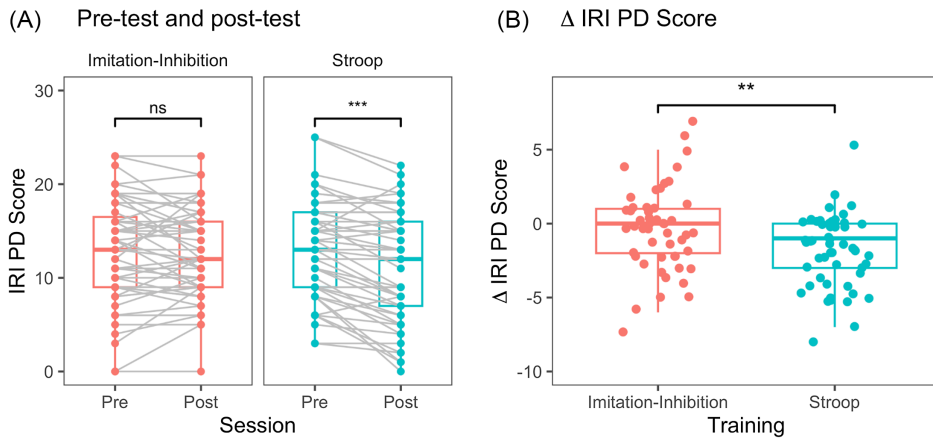 (A) Pre-test and post-test
Imitation-Inhibition
Stroop
ns
***
30
20
10
0
IRI PD Score
Pre
Post
Pre
Post
Session
(B) Δ IRI PD Score
**
5
0
-5
-10
Δ IRI PD Score
Imitation-Inhibition
Stroop
Training